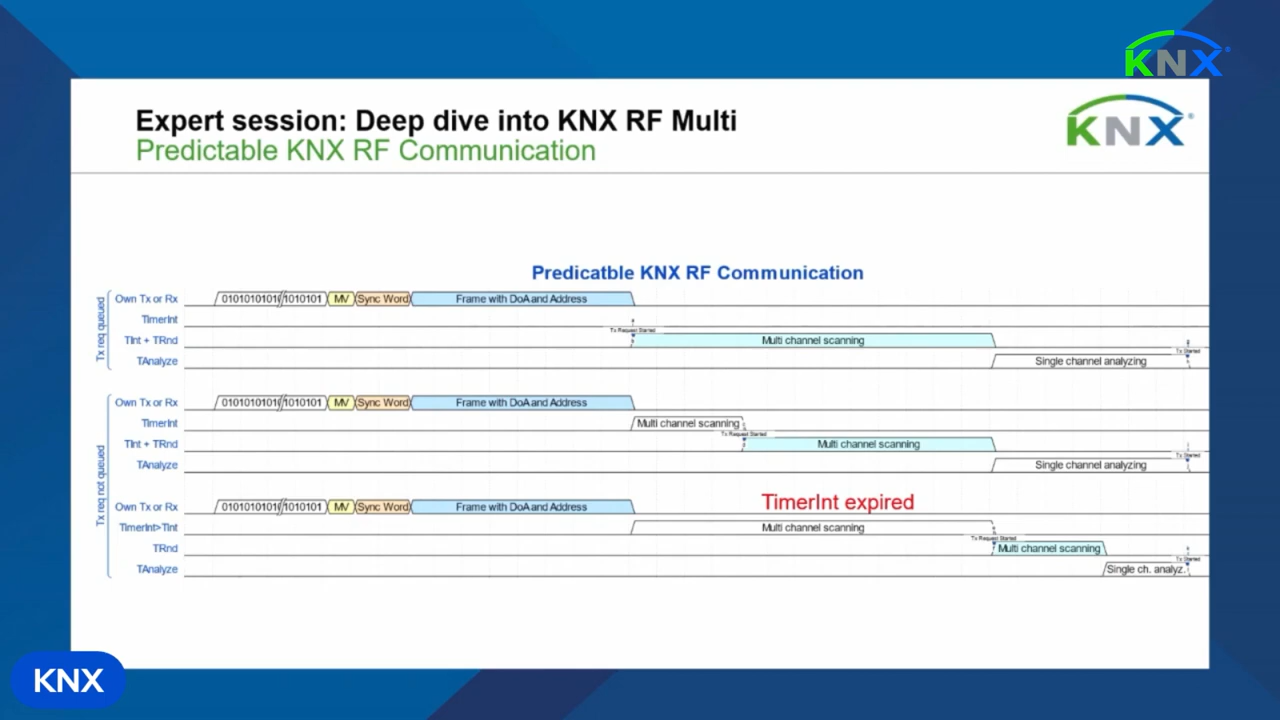 KNX
Expert session: Deep dive into KNX RF Multi
KNX
Predictable KNX RF Communication
Predicatble KNX RF Communication
Tx req queued
Own Tx or Rx 0101010101 1010101 MV Sync Word Frame with DoA and Address
TimerInt
Tx Request Started
TInt + TRnd Multi channel scanning
Tx Started
TAnalyze Single channel analyzing
Tx req not queued
Own Tx or Rx 0101010101 1010101 MV Sync Word Frame with DoA and Address
TimerInt Multi channel scanning
Tx Request Started
TInt + TRnd Multi channel scanning
Tx Started
TAnalyze Single channel analyzing
TimerInt expired
Own Tx or Rx 0101010101 1010101 MV Sync Word Frame with DoA and Address
TimerInt>TInt Multi channel scanning
Tx Request Started
TRnd Multi channel scanning
Tx Started
TAnalyze Single ch. analyz.
KNX